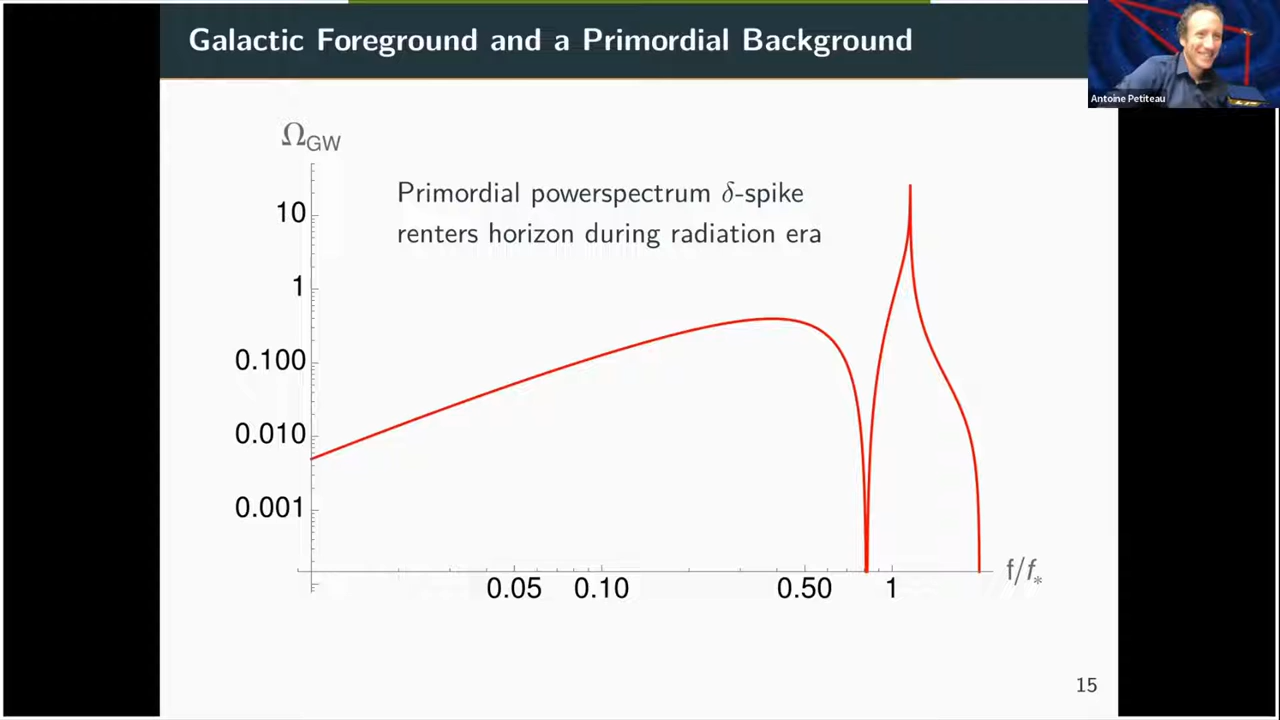 Galactic Foreground and a Primordial Background
Antoine Petiteau
Ω_GW
Primordial powerspectrum δ-spike
renters horizon during radiation era
10
1
0.100
0.010
0.001
0.05 0.10 0.50 1
f/f_*
15